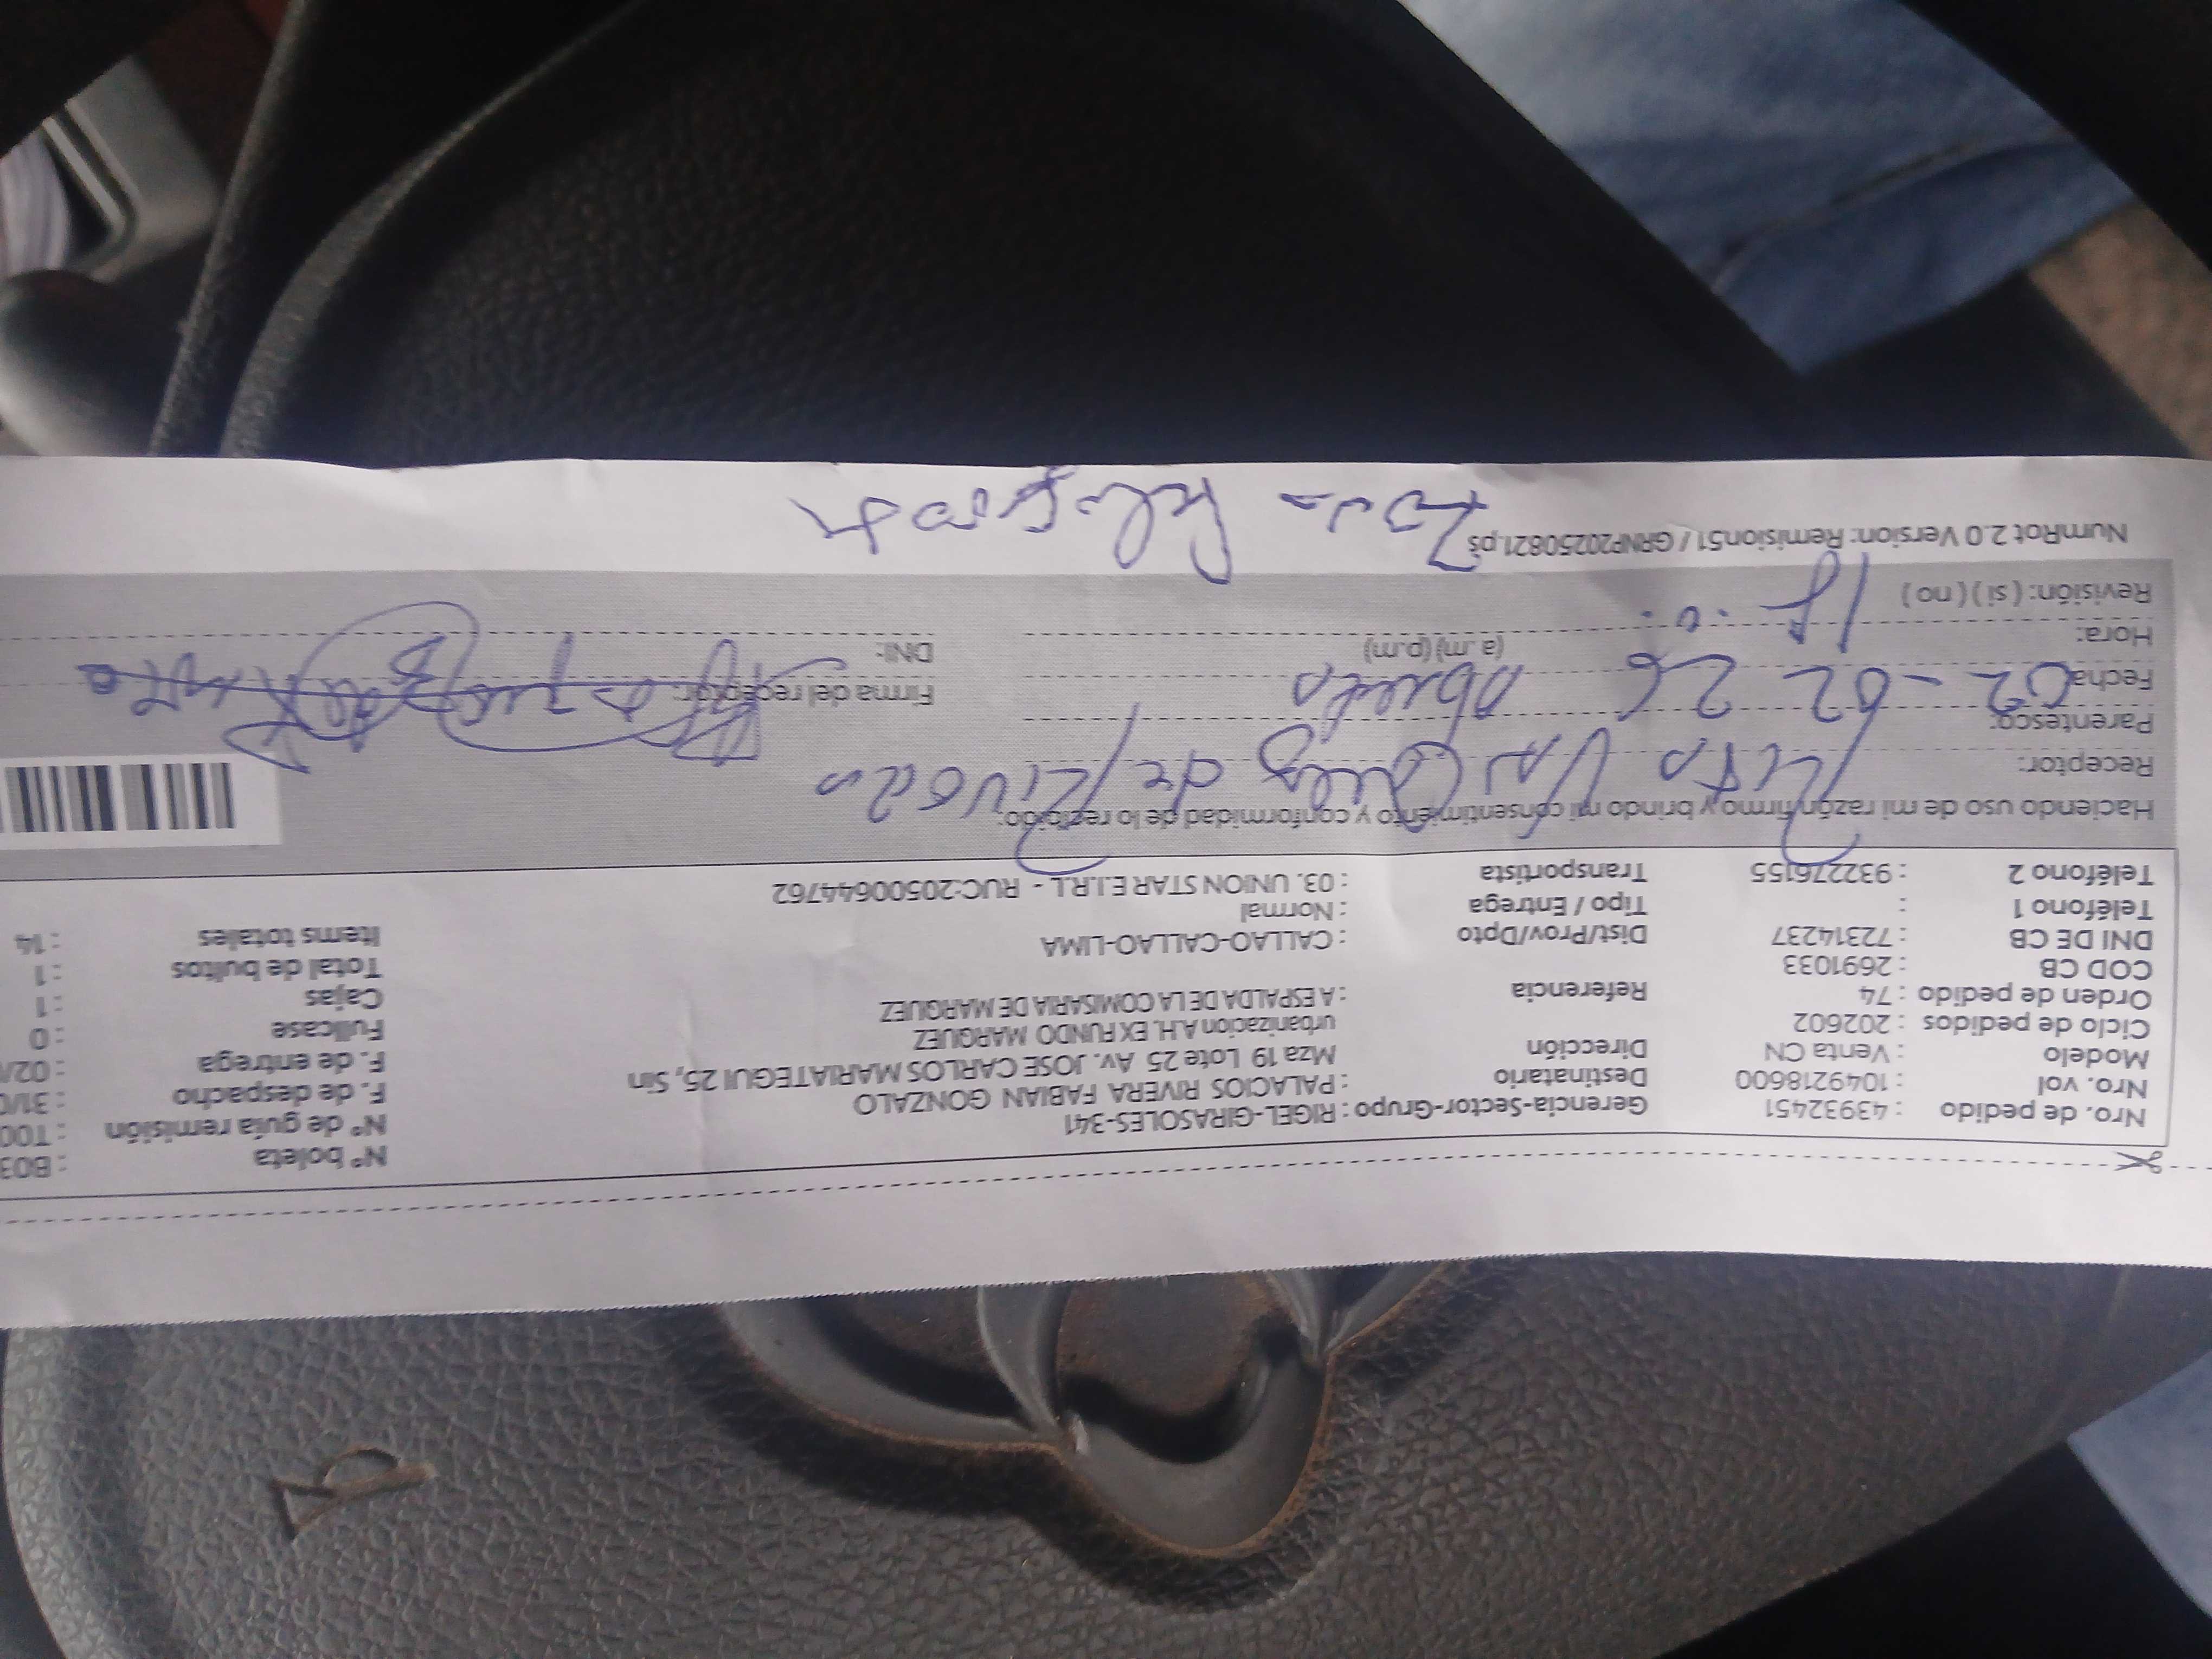 Nro. de pedido : 43932451 Gerencia-Sector-Grupo : RIGEL-GIRASOLES-341 N° boleta : B03
Nro. vol : 1049218600 Destinatario : PALACIOS RIVERA FABIAN GONZALO N° de guía remisión : T00
Modelo : Venta CN Dirección Mza 19 Lote 25 Av. JOSE CARLOS MARIATEGUI 25, Sin F. de despacho : 31/0
Ciclo de pedidos : 202602 urbanizacion A.H. EX FUNDO MARQUEZ F. de entrega : 02/
Orden de pedido : 74 Referencia : A ESPALDA DE LA COMISARIA DE MARQUEZ Fullcase : 0
COD CB : 2691033 Cajas : 1
DNI DE CB : 72314237 Dist/Prov/Dpto : CALLAO-CALLAO-LIMA Total de bultos : 1
Teléfono 1 : Tipo / Entrega : Normal Items totales : 14
Teléfono 2 : 932276155 Transportista : 03. UNION STAR E.I.R.L - RUC:20500644762
Haciendo uso de mi razón firmo y brindo mi consentimiento y conformidad de lo recibido:
Receptor: Rita de
Parentesco: Abuela
Fecha: 02-02 26 Firma del receptor:
Hora: (a .m) (p.m) DNI:
Revisión: ( si ) ( no )
NumRot 2.0 Version: Remision51 / GRNP20250821.pš
Zona Peligrosa